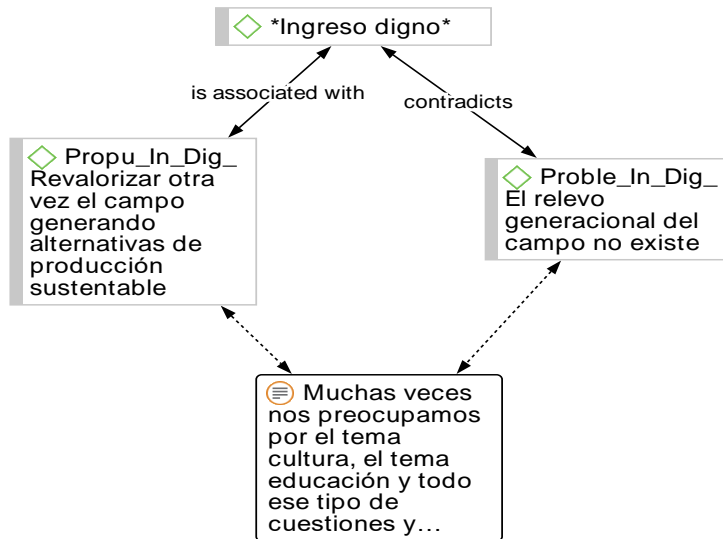 *Ingreso digno*
is associated with
contradicts
Propu_In_Dig_
Revalorizar otra
vez el campo
generando
alternativas de
producción
sustentable
Proble_In_Dig_
El relevo
generacional del
campo no existe
Muchas veces
nos preocupamos
por el tema
cultura, el tema
educación y todo
ese tipo de
cuestiones y…